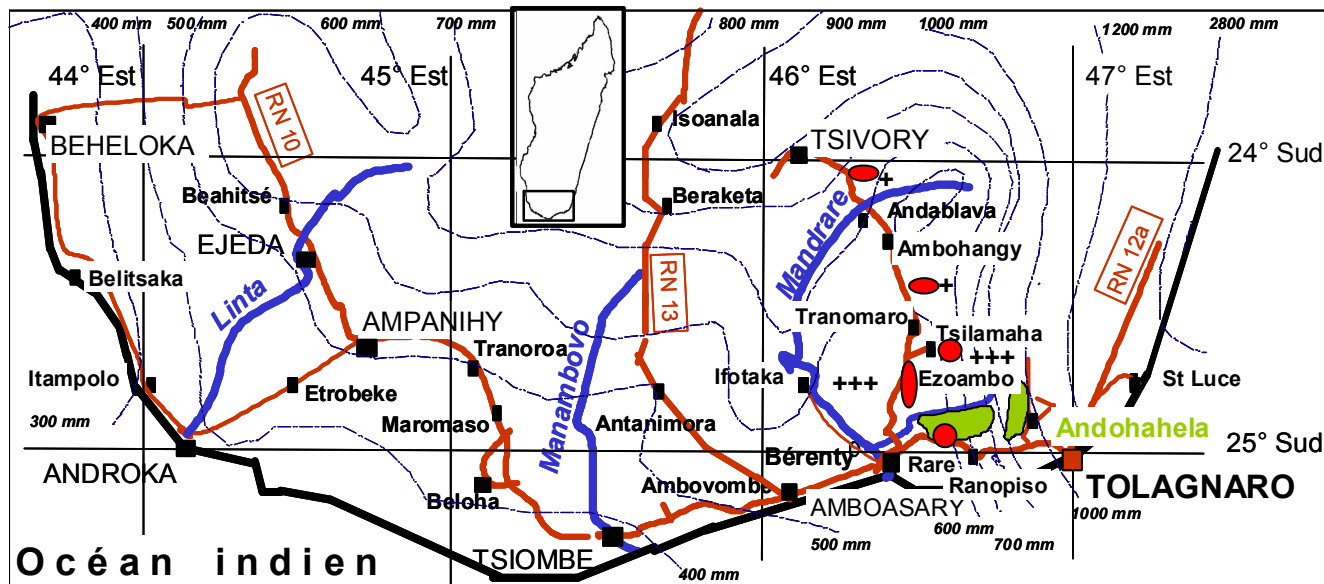 400 mm 500 mm 600 mm 700 mm 800 mm 900 mm 1000 mm 1200 mm 2800 mm
44° Est 45° Est 46° Est 47° Est
RN 10
Isoanala
BEHELOKA
TSIVORY
24° Sud
+
Beahitsé
Beraketa
Andablava
Mandrare
EJEDA
Ambohangy
RN 12a
Belitsaka
Linta
RN 13
+
AMPANIHY
Manambovo
Tranomaro
Tsilamaha
+++
Tranoroa
Itampolo
Etrobeke
Ifotaka
+++
Ezoambo
St Luce
300 mm
Maromaso
Antanimora
Andohahela
25° Sud
ANDROKA
Bérenty
Rare
Beloha
Ambovombe
Ranopiso
TOLAGNARO
AMBOASARY
1000 mm
600 mm
500 mm
700 mm
Océan indien
TSIOMBE
400 mm